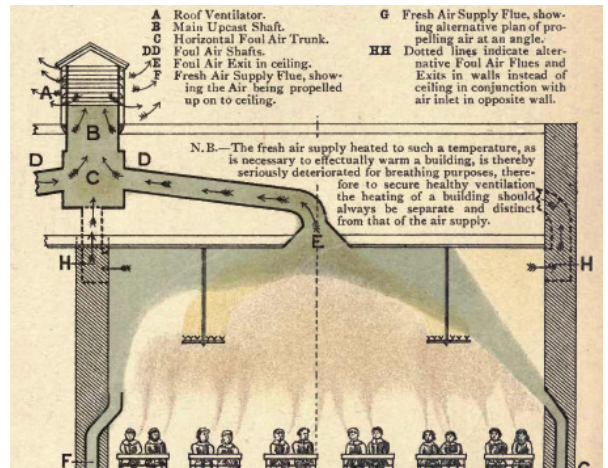 A Roof Ventilator.
B Main Upcast Shaft.
C Horizontal Foul Air Trunk.
DD Foul Air Shafts.
E Foul Air Exit in ceiling.
F Fresh Air Supply Flue, show-
ing the Air being propelled
up on to ceiling.
G Fresh Air Supply Flue, show-
ing alternative plan of pro-
pelling air at an angle.
HH Dotted lines indicate alter-
native Foul Air Flues and
Exits in walls instead of
ceiling in conjunction with
air inlet in opposite wall.
A
B
N.B.—The fresh air supply heated to such a temperature, as
is necessary to effectually warm a building, is thereby
seriously deteriorated for breathing purposes, there-
fore to secure healthy ventilation
the heating of a building should
always be separate and distinct
from that of the air supply.
D
D
C
E
H
H
F
G